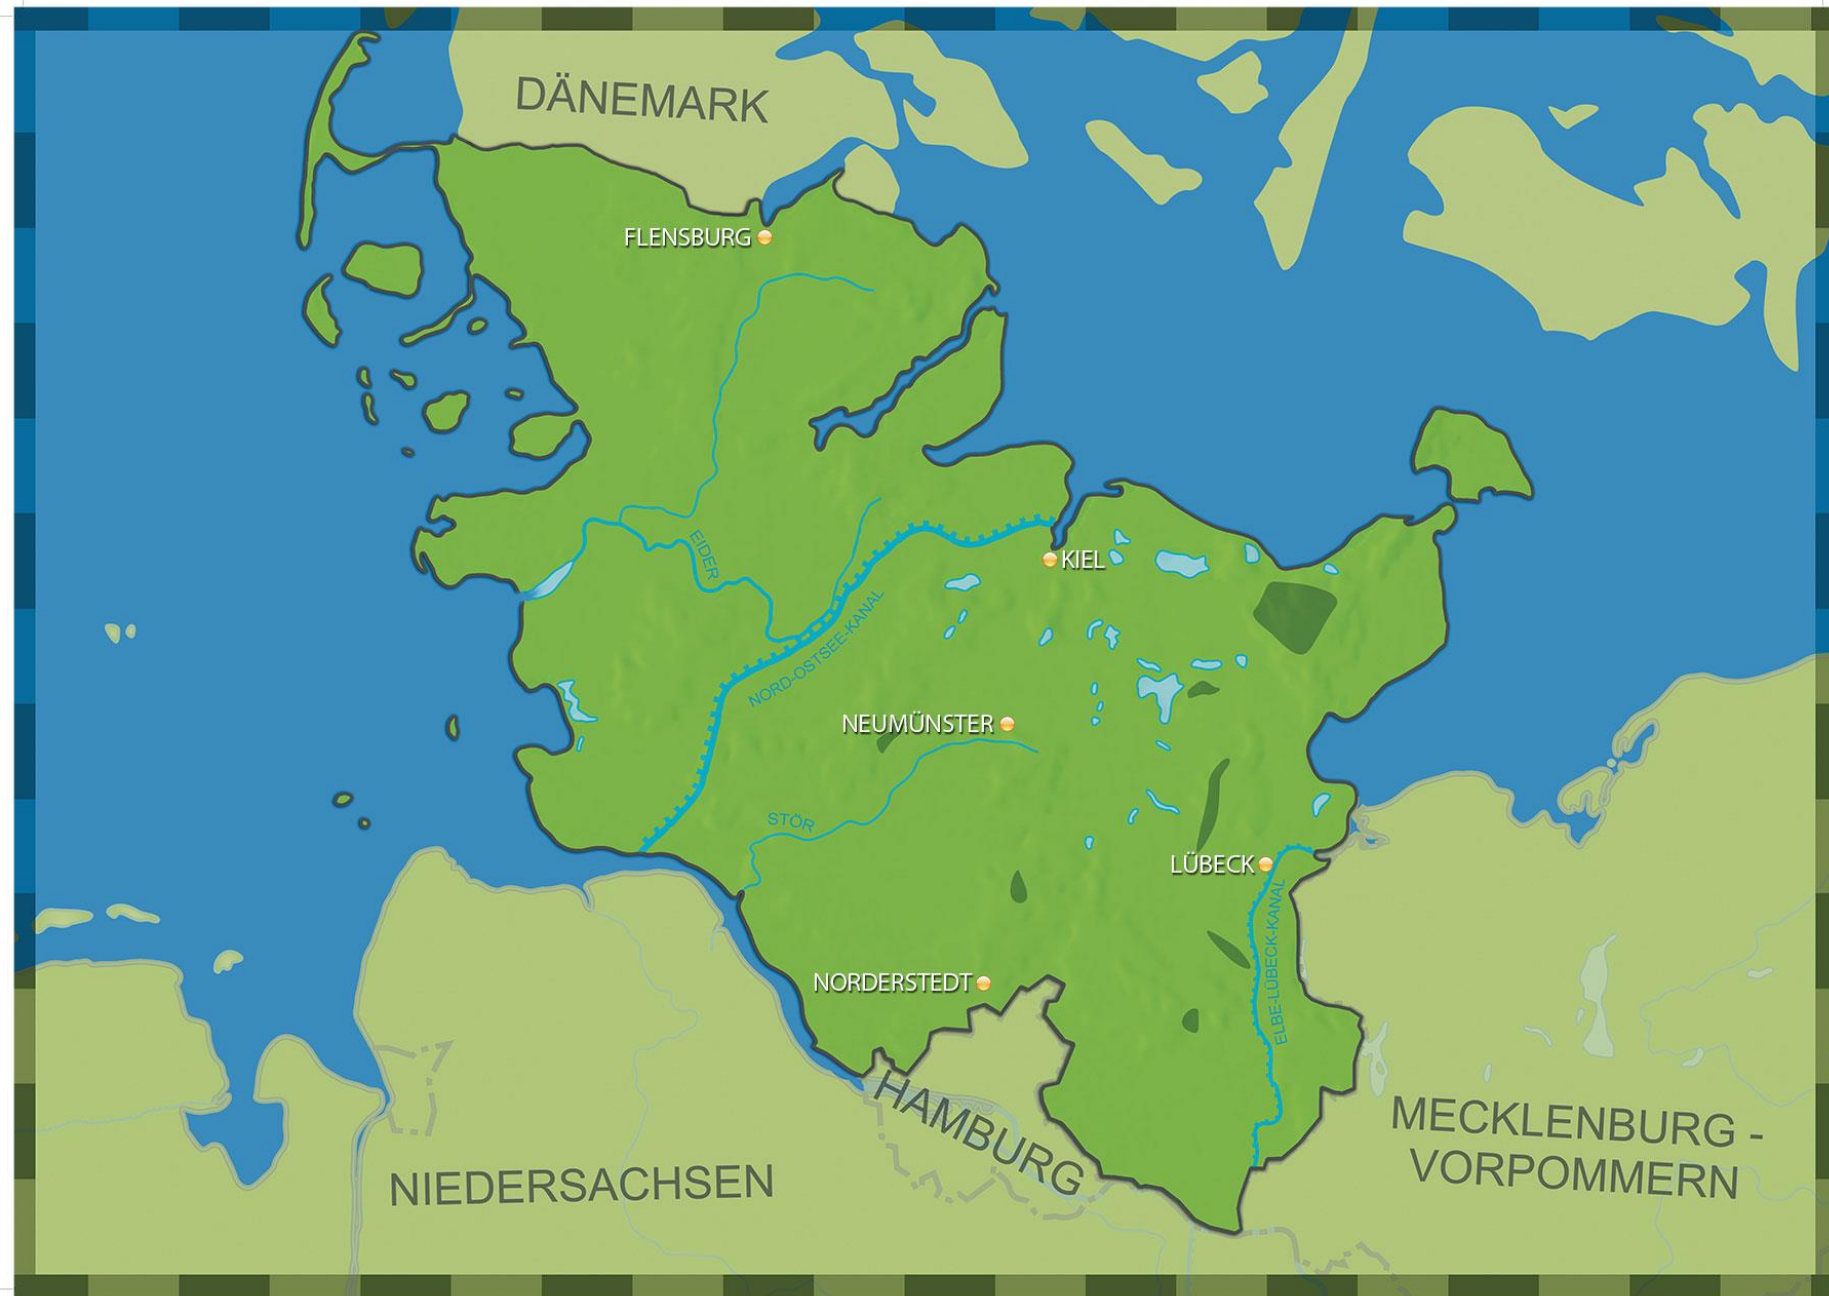 DÄNEMARK
FLENSBURG
EIDER
KIEL
NORD-OSTSEE-KANAL
NEUMÜNSTER
STÖR
LÜBECK
ELBE-LÜBECK-KANAL
NORDERSTEDT
HAMBURG
NIEDERSACHSEN
MECKLENBURG -
VORPOMMERN